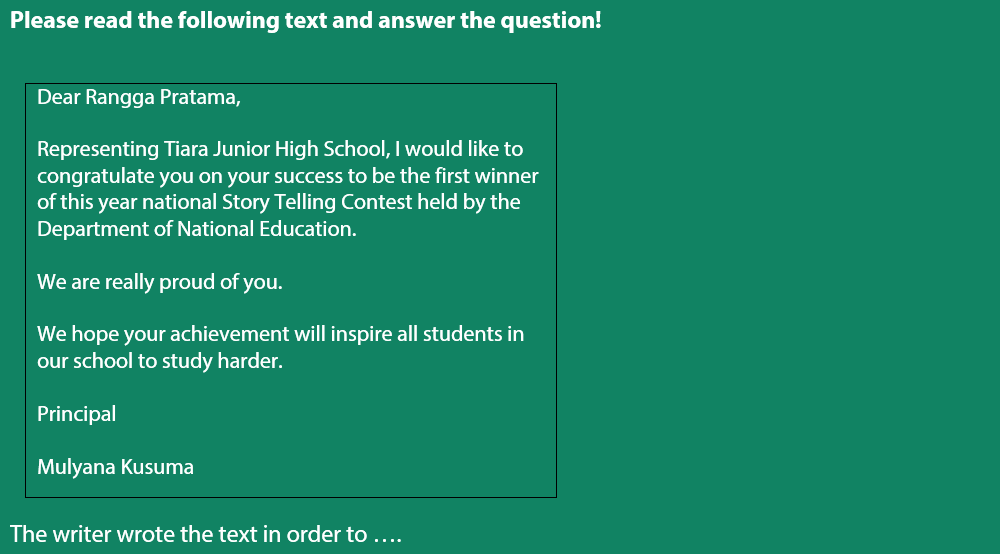 Please read the following text and answer the question!
Dear Rangga Pratama,
Representing Tiara Junior High School, I would like to
congratulate you on your success to be the first winner
of this year national Story Telling Contest held by the
Department of National Education.
We are really proud of you.
We hope your achievement will inspire all students in
our school to study harder.
Principal
Mulyana Kusuma
The writer wrote the text in order to ….